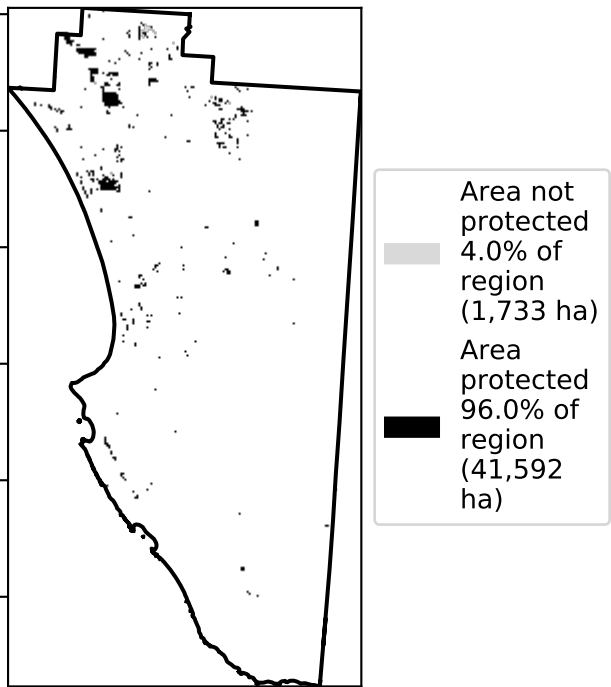 Area not
protected
4.0% of
region
(1,733 ha)
Area
protected
96.0% of
region
(41,592
ha)